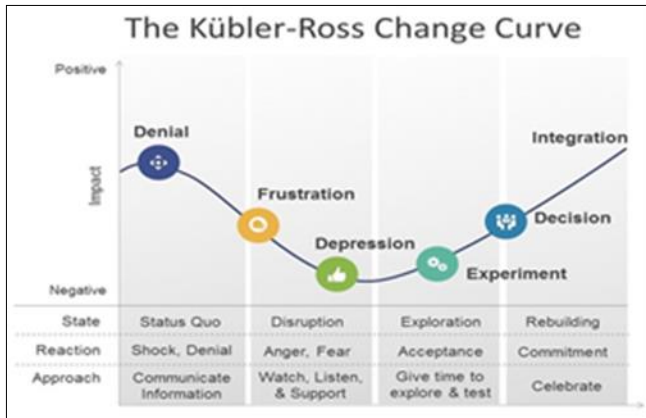 The Kübler-Ross Change Curve
Positive
Denial
Integration
Impact
Frustration
Decision
Depression
Experiment
Negative
State Status Quo Disruption Exploration Rebuilding
Reaction Shock, Denial Anger, Fear Acceptance Commitment
Approach Communicate Information Watch, Listen, & Support Give time to explore & test Celebrate